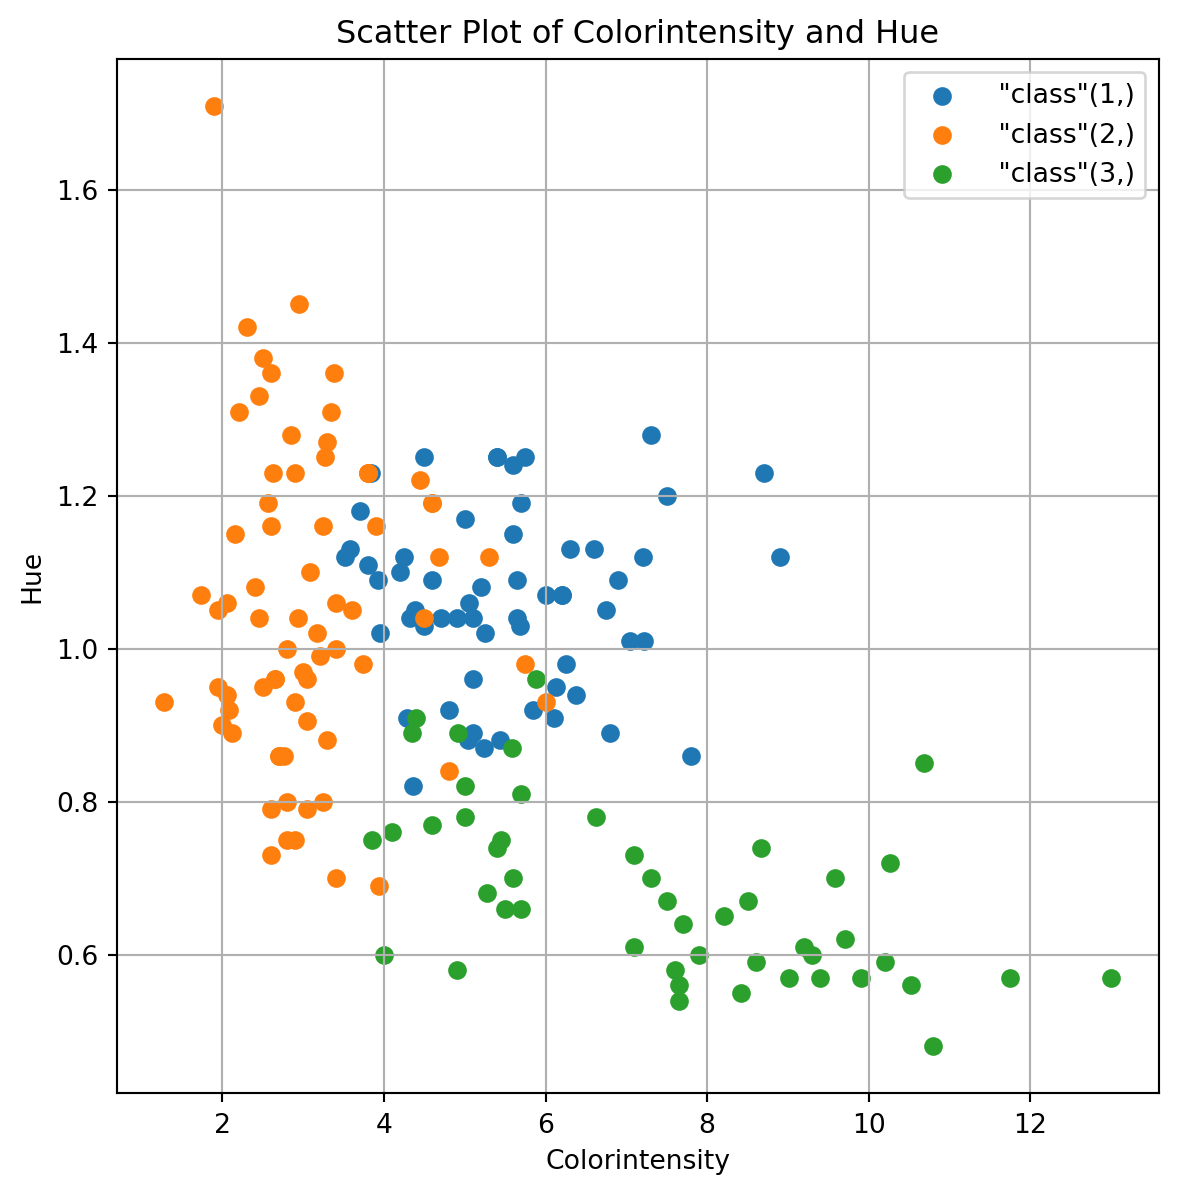 Scatter Plot of Colorintensity and Hue
"class"(1,)
"class"(2,)
"class"(3,)
1.6
1.4
1.2
1.0
0.8
0.6
Hue
2 4 6 8 10 12
Colorintensity